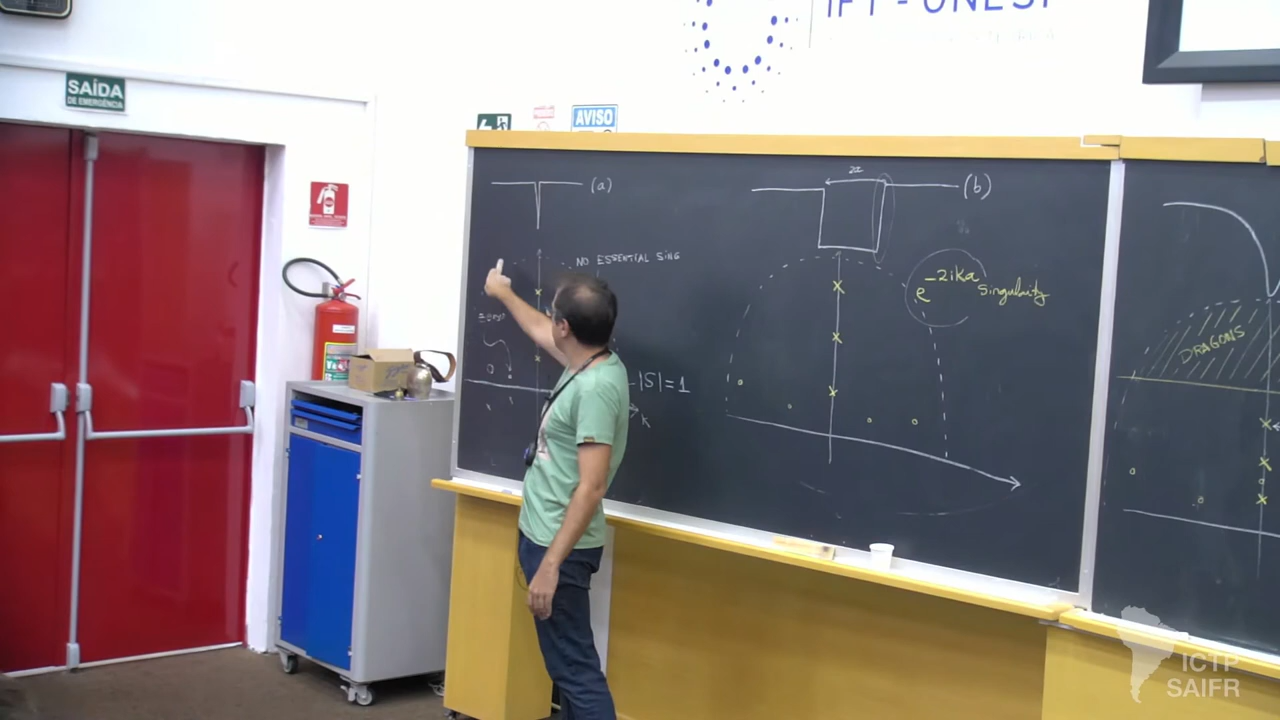 IFT - UNESP
SAÍDA
DE EMERGÊNCIA
AVISO
(a)
NO ESSENTIAL SING
|S|=1
K
2a
(b)
e^-2iKa Singularity
DRAGONS
ICTP
SAIFR